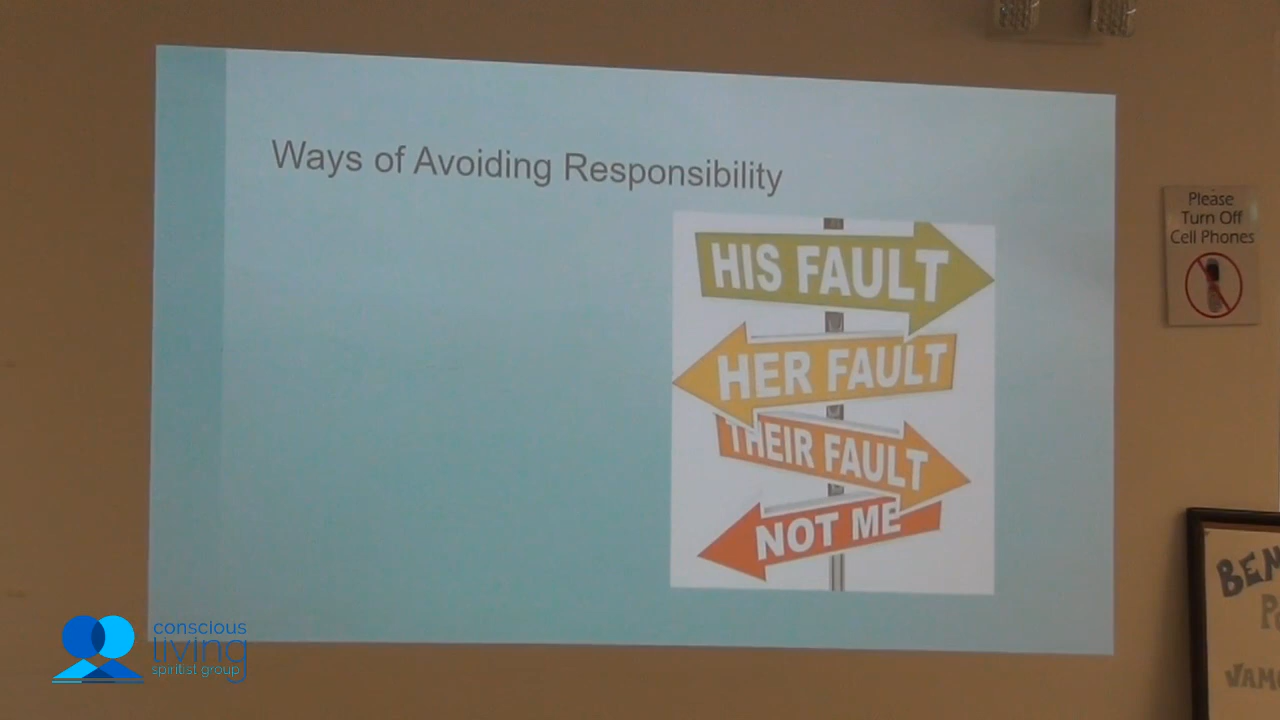 Ways of Avoiding Responsibility
HIS FAULT
HER FAULT
THEIR FAULT
NOT ME
Please
Turn Off
Cell Phones
conscious
living
spiritist group